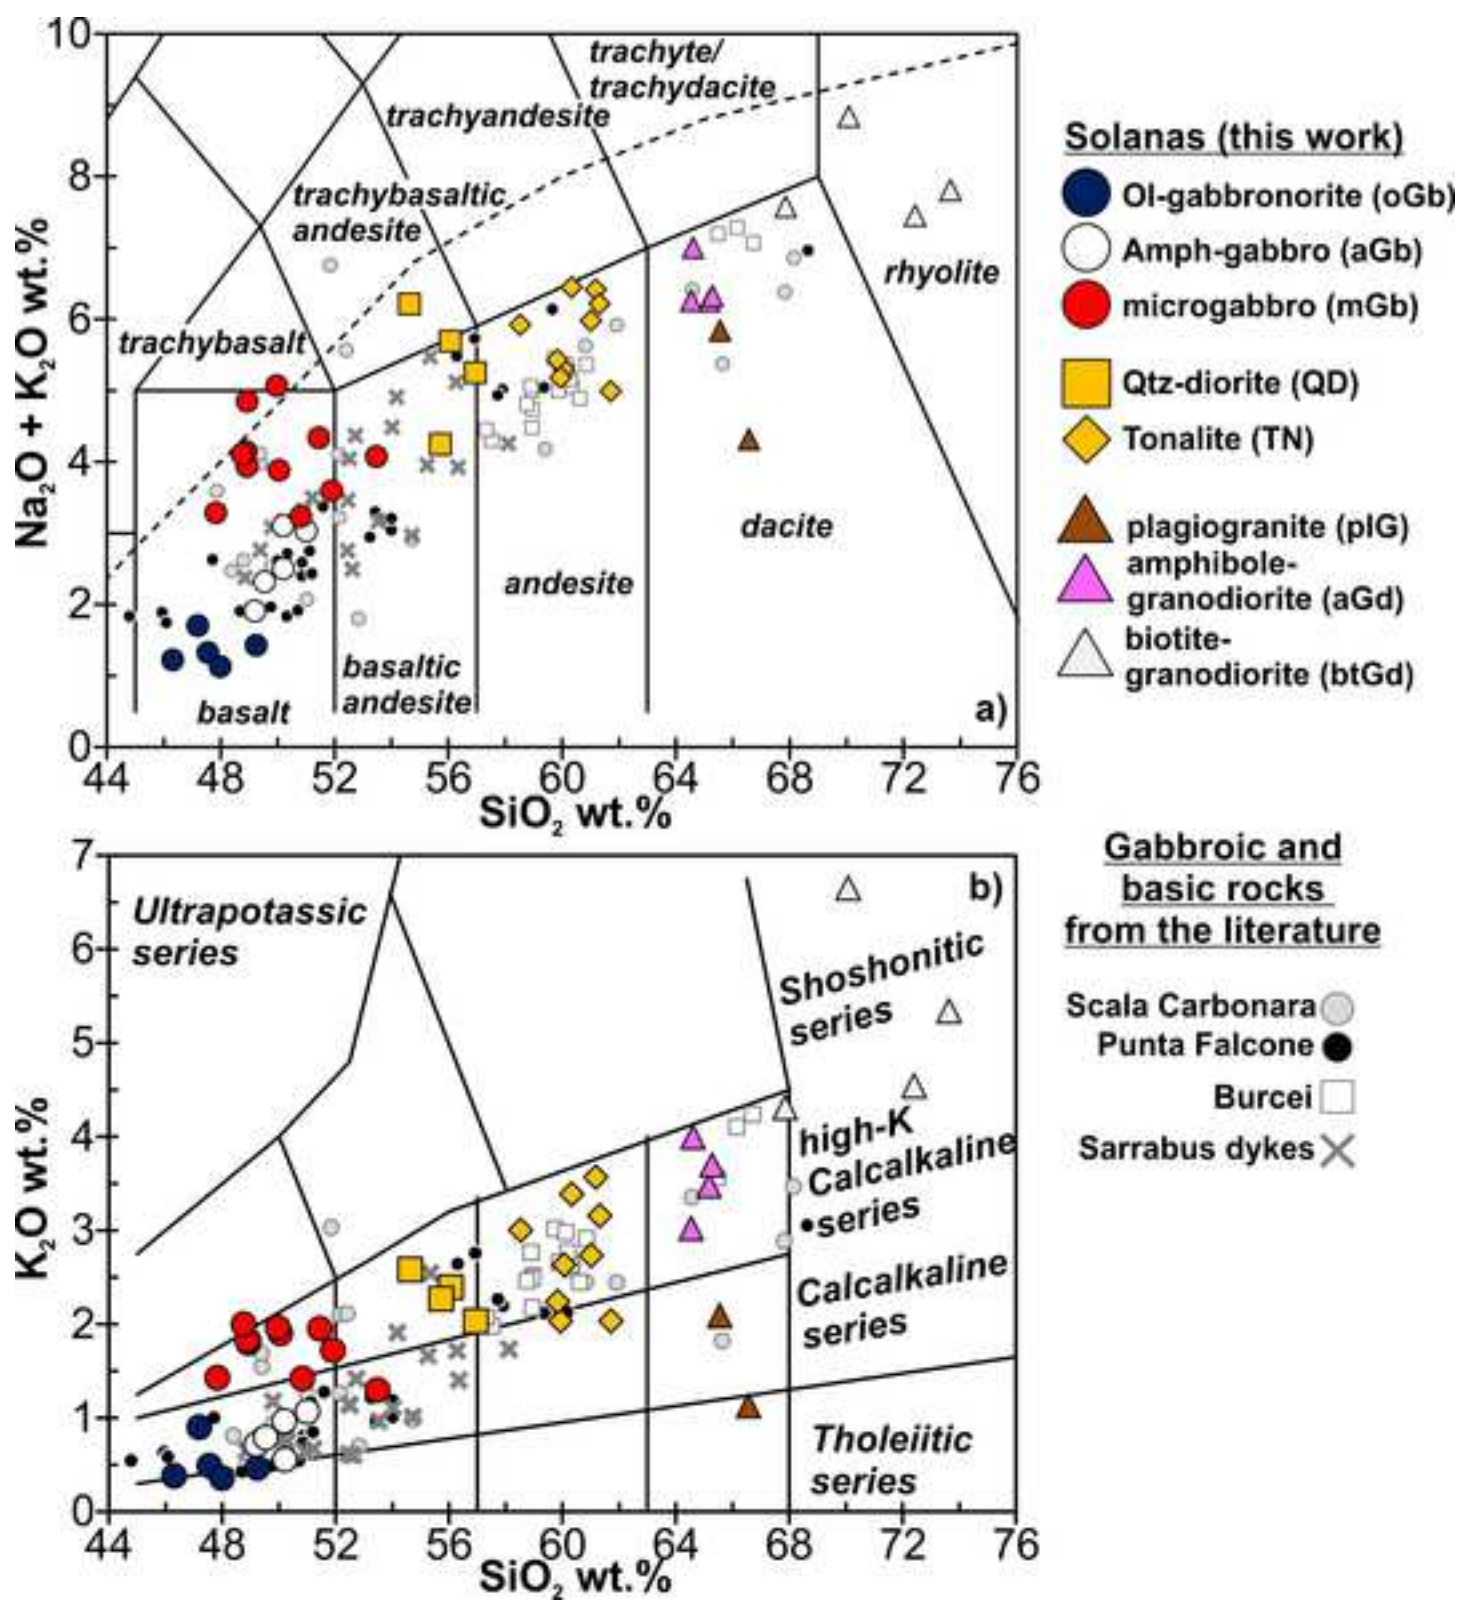 10
8
6
4
2
0
Na₂O + K₂O wt.%
trachyte/
trachydacite
trachyandesite
trachybasaltic
andesite
trachybasalt
rhyolite
dacite
andesite
basaltic
andesite
basalt
a)
44 48 52 56 60 64 68 72 76
SiO₂ wt.%
Solanas (this work)
Ol-gabbronorite (oGb)
Amph-gabbro (aGb)
microgabbro (mGb)
Qtz-diorite (QD)
Tonalite (TN)
plagiogranite (plG)
amphibole-
granodiorite (aGd)
biotite-
granodiorite (btGd)
7
6
5
4
3
2
1
0
K₂O wt.%
b)
Ultrapotassic
series
Shoshonitic
series
high-K
Calcalkaline
series
Calcalkaline
series
Tholeiitic
series
44 48 52 56 60 64 68 72 76
SiO₂ wt.%
Gabbroic and
basic rocks
from the literature
Scala Carbonara
Punta Falcone
Burcei
Sarrabus dykes